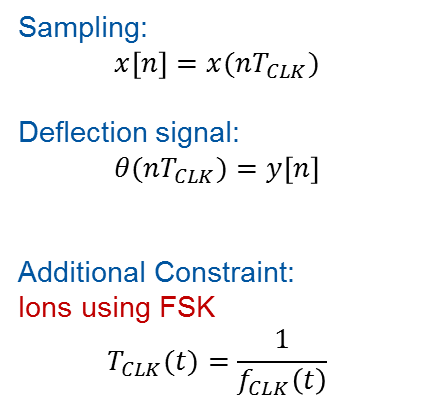 Sampling:
x[n] = x(nT_CLK)
Deflection signal:
θ(nT_CLK) = y[n]
Additional Constraint:
Ions using FSK
T_CLK(t) = 1 / f_CLK(t)